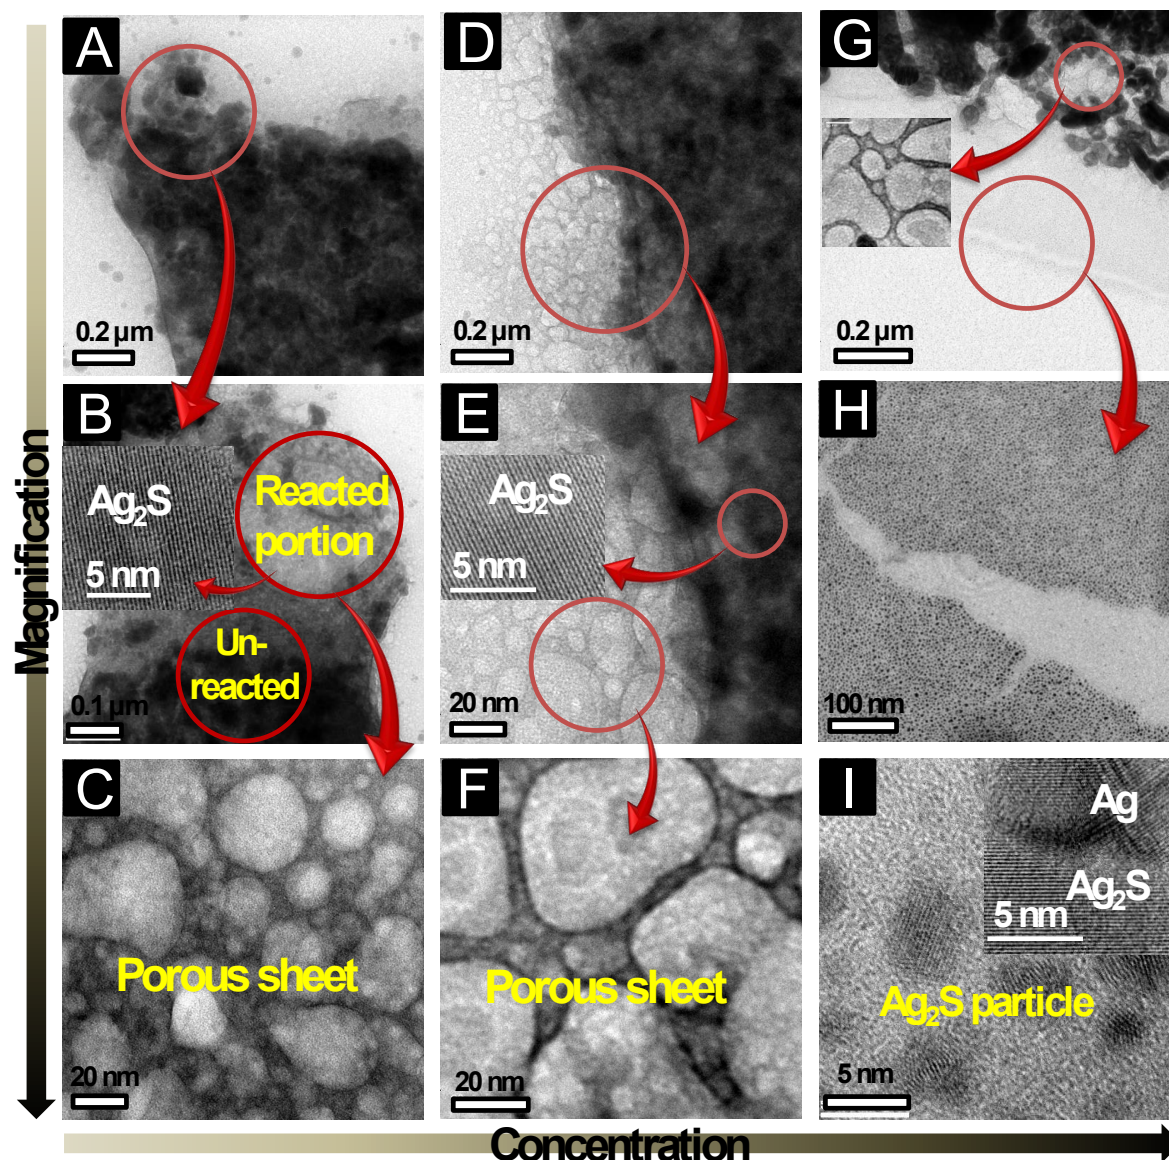 A
D
G
0.2 µm
0.2 µm
0.2 µm
B
E
H
Ag₂S
5 nm
Reacted
portion
Un-
reacted
0.1 µm
Ag₂S
5 nm
20 nm
100 nm
C
F
I
Porous sheet
20 nm
Porous sheet
20 nm
Ag
Ag₂S
5 nm
Ag₂S particle
5 nm
Magnification
Concentration